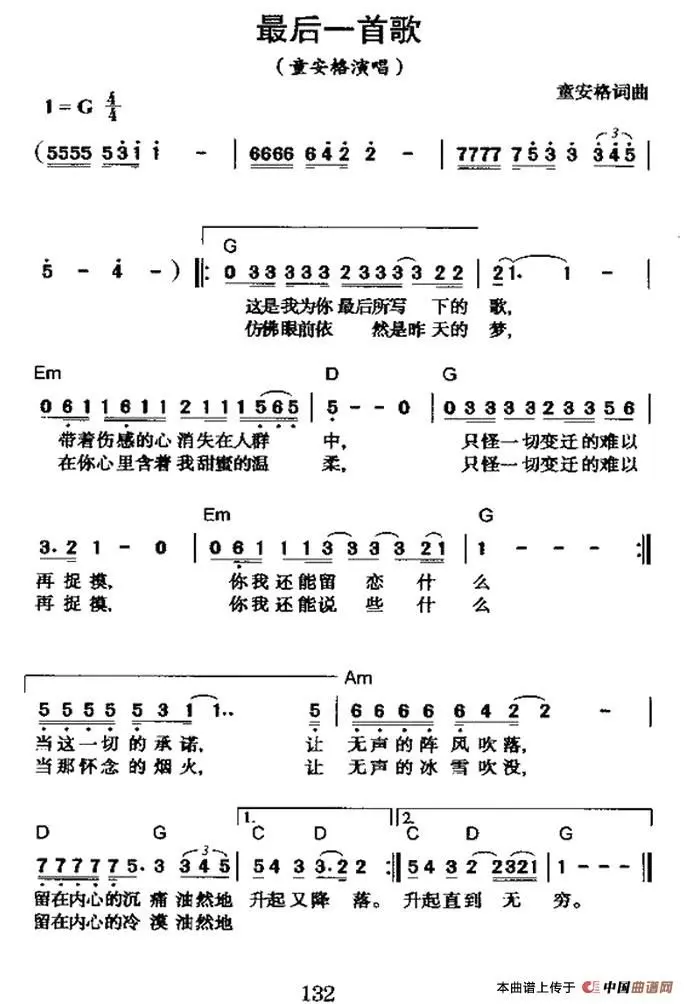 最后一首歌
（童安格演唱）
童安格词曲
1=G 4/4
(5555 531 1 - | 6666 642 2 - | 7777 753 3 345 3
5 - 4 -) ‖: 0 33 333 2333 3 22 | 21. 1 -
G
这是我为你 最后所写 下的 歌，
仿佛眼前依 然是昨 天的 梦，
Em D G
0 61 1611 2111565 | 5 - - 0 | 0 333332333 56
带着伤感的心 消失在人群 中， 只怪一切变迁的难以
在你心里含着 我甜蜜的温 柔， 只怪一切变迁的难以
Em G
3. 2 1 - 0 | 0 61 113 3 3 3 21 | 1 - - - :‖
再 捉 摸， 你我还能留 恋 什 么
再 捉 摸， 你我还能说 些 什 么
Am
5 5 5 5 5 3 1 1.. 5 | 6 6 6 6 6 4 2 2 - |
当这一切的承诺， 让 无声的阵 风吹落，
当那怀念的烟火， 让 无声的冰 雪吹没，
1. 2.
D G C D C D G
777775. 3 345 3 | 543 3 3.2 2 :‖ 543 2 2321 | 1 - - - ‖
留在内心的沉 痛 油然地 升起又降 落。 升起直到 无 穷。
留在内心的冷 漠 油然地
132
本曲谱上传于 中国曲谱网